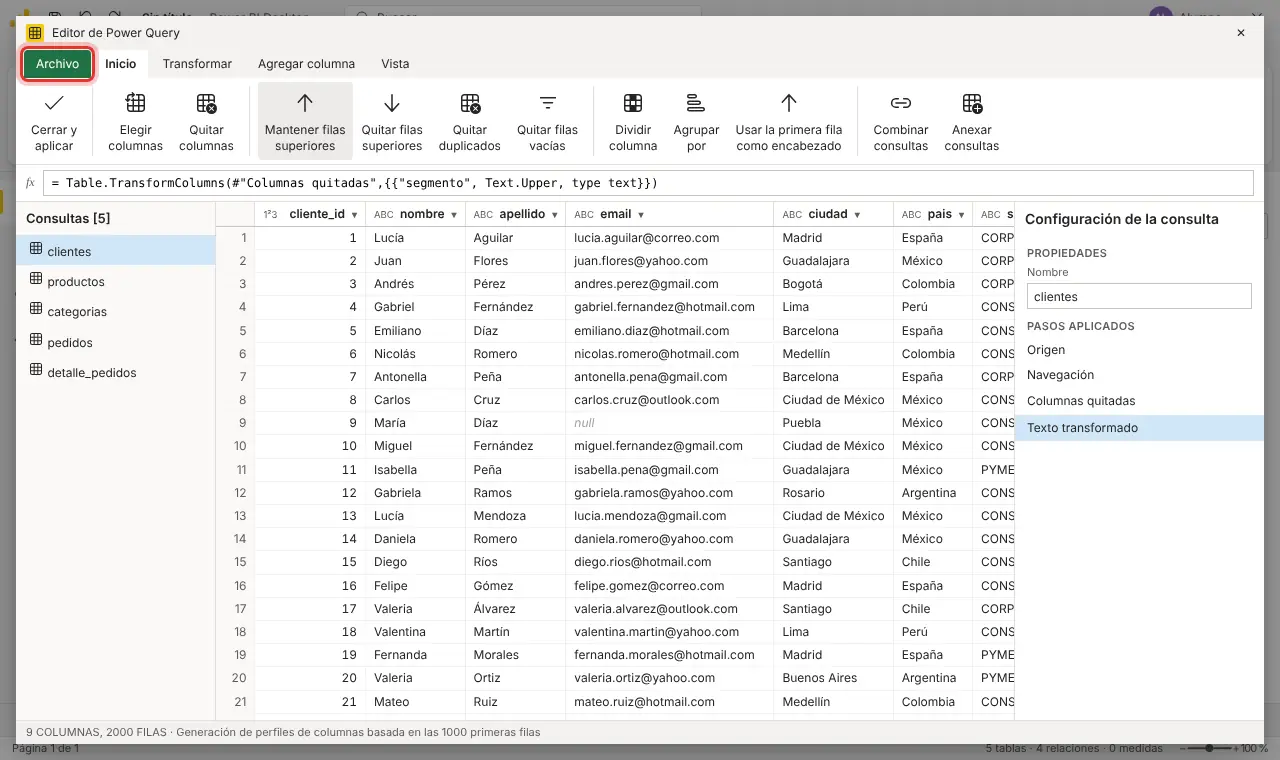 Sin título
Power BI Desktop
Buscar
Alumno
Editor de Power Query
Archivo
Inicio
Transformar
Agregar columna
Vista
Cerrar y aplicar
Elegir columnas
Quitar columnas
Mantener filas superiores
Quitar filas superiores
Quitar duplicados
Quitar filas vacías
Dividir columna
Agrupar por
Usar la primera fila como encabezado
Combinar consultas
Anexar consultas
fx = Table.TransformColumns(#"Columnas quitadas",{{"segmento", Text.Upper, type text}})
Consultas [5]
clientes
productos
categorias
pedidos
detalle_pedidos
1²3 cliente_id ABC nombre ABC apellido ABC email ABC ciudad ABC pais ABC s
1 1 Lucía Aguilar lucia.aguilar@correo.com Madrid España CORP
2 2 Juan Flores juan.flores@yahoo.com Guadalajara México CORP
3 3 Andrés Pérez andres.perez@gmail.com Bogotá Colombia CORP
4 4 Gabriel Fernández gabriel.fernandez@hotmail.com Lima Perú CONS
5 5 Emiliano Díaz emiliano.diaz@hotmail.com Barcelona España CONS
6 6 Nicolás Romero nicolas.romero@hotmail.com Medellín Colombia CONS
7 7 Antonella Peña antonella.pena@gmail.com Barcelona España CORP
8 8 Carlos Cruz carlos.cruz@outlook.com Ciudad de México México CONS
9 9 María Díaz null Puebla México CONS
10 10 Miguel Fernández miguel.fernandez@gmail.com Ciudad de México México CONS
11 11 Isabella Peña isabella.pena@gmail.com Guadalajara México PYME
12 12 Gabriela Ramos gabriela.ramos@yahoo.com Rosario Argentina CONS
13 13 Lucía Mendoza lucia.mendoza@gmail.com Ciudad de México México CONS
14 14 Daniela Romero daniela.romero@yahoo.com Guadalajara México CONS
15 15 Diego Ríos diego.rios@hotmail.com Santiago Chile CONS
16 16 Felipe Gómez felipe.gomez@correo.com Madrid España CONS
17 17 Valeria Álvarez valeria.alvarez@outlook.com Santiago Chile CORP
18 18 Valentina Martín valentina.martin@yahoo.com Lima Perú CONS
19 19 Fernanda Morales fernanda.morales@hotmail.com Madrid España PYME
20 20 Valeria Ortiz valeria.ortiz@yahoo.com Buenos Aires Argentina PYME
21 21 Mateo Ruiz mateo.ruiz@hotmail.com Medellín Colombia CONS
Configuración de la consulta
PROPIEDADES
Nombre
clientes
PASOS APLICADOS
Origen
Navegación
Columnas quitadas
Texto transformado
9 COLUMNAS, 2000 FILAS · Generación de perfiles de columnas basada en las 1000 primeras filas
Página 1 de 1
5 tablas · 4 relaciones · 0 medidas
100 %